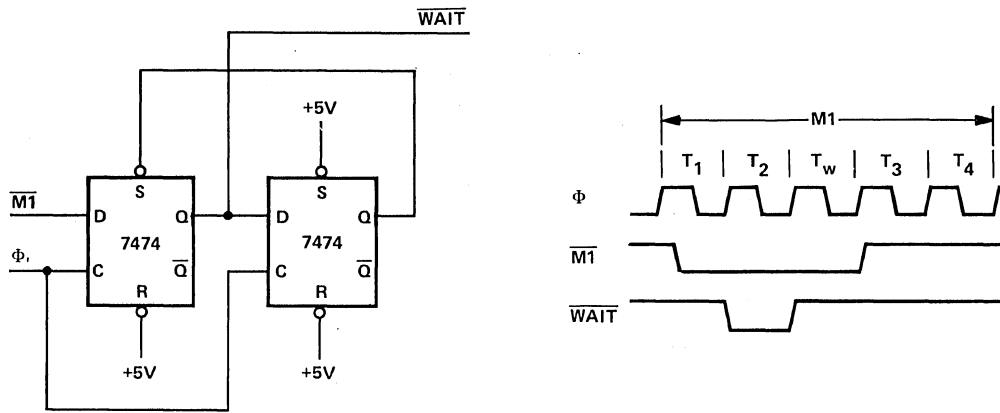 WAIT
+5V
M1
S
S
T1 T2 Tw T3 T4
M1
D Q
D Q
Φ
7474
7474
Φ,
C Q
C Q
M1
R
R
WAIT
+5V
+5V